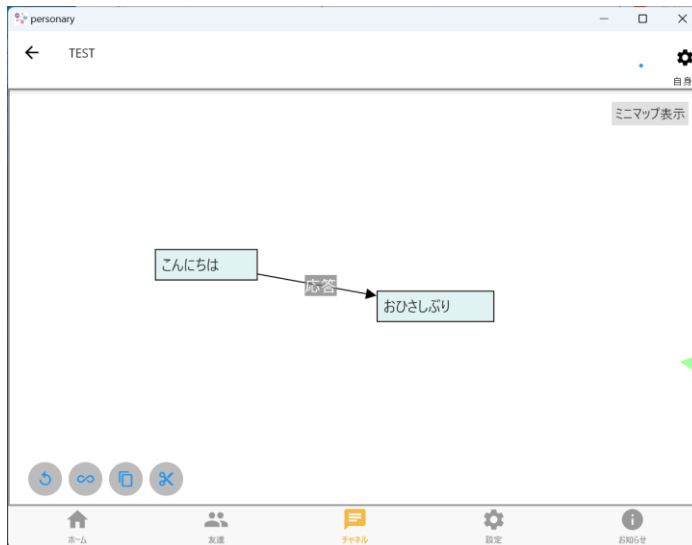 personary
TEST
自身
ミニマップ表示
こんにちは
応答
おひさしぶり
ホーム
友達
チャネル
設定
お知らせ